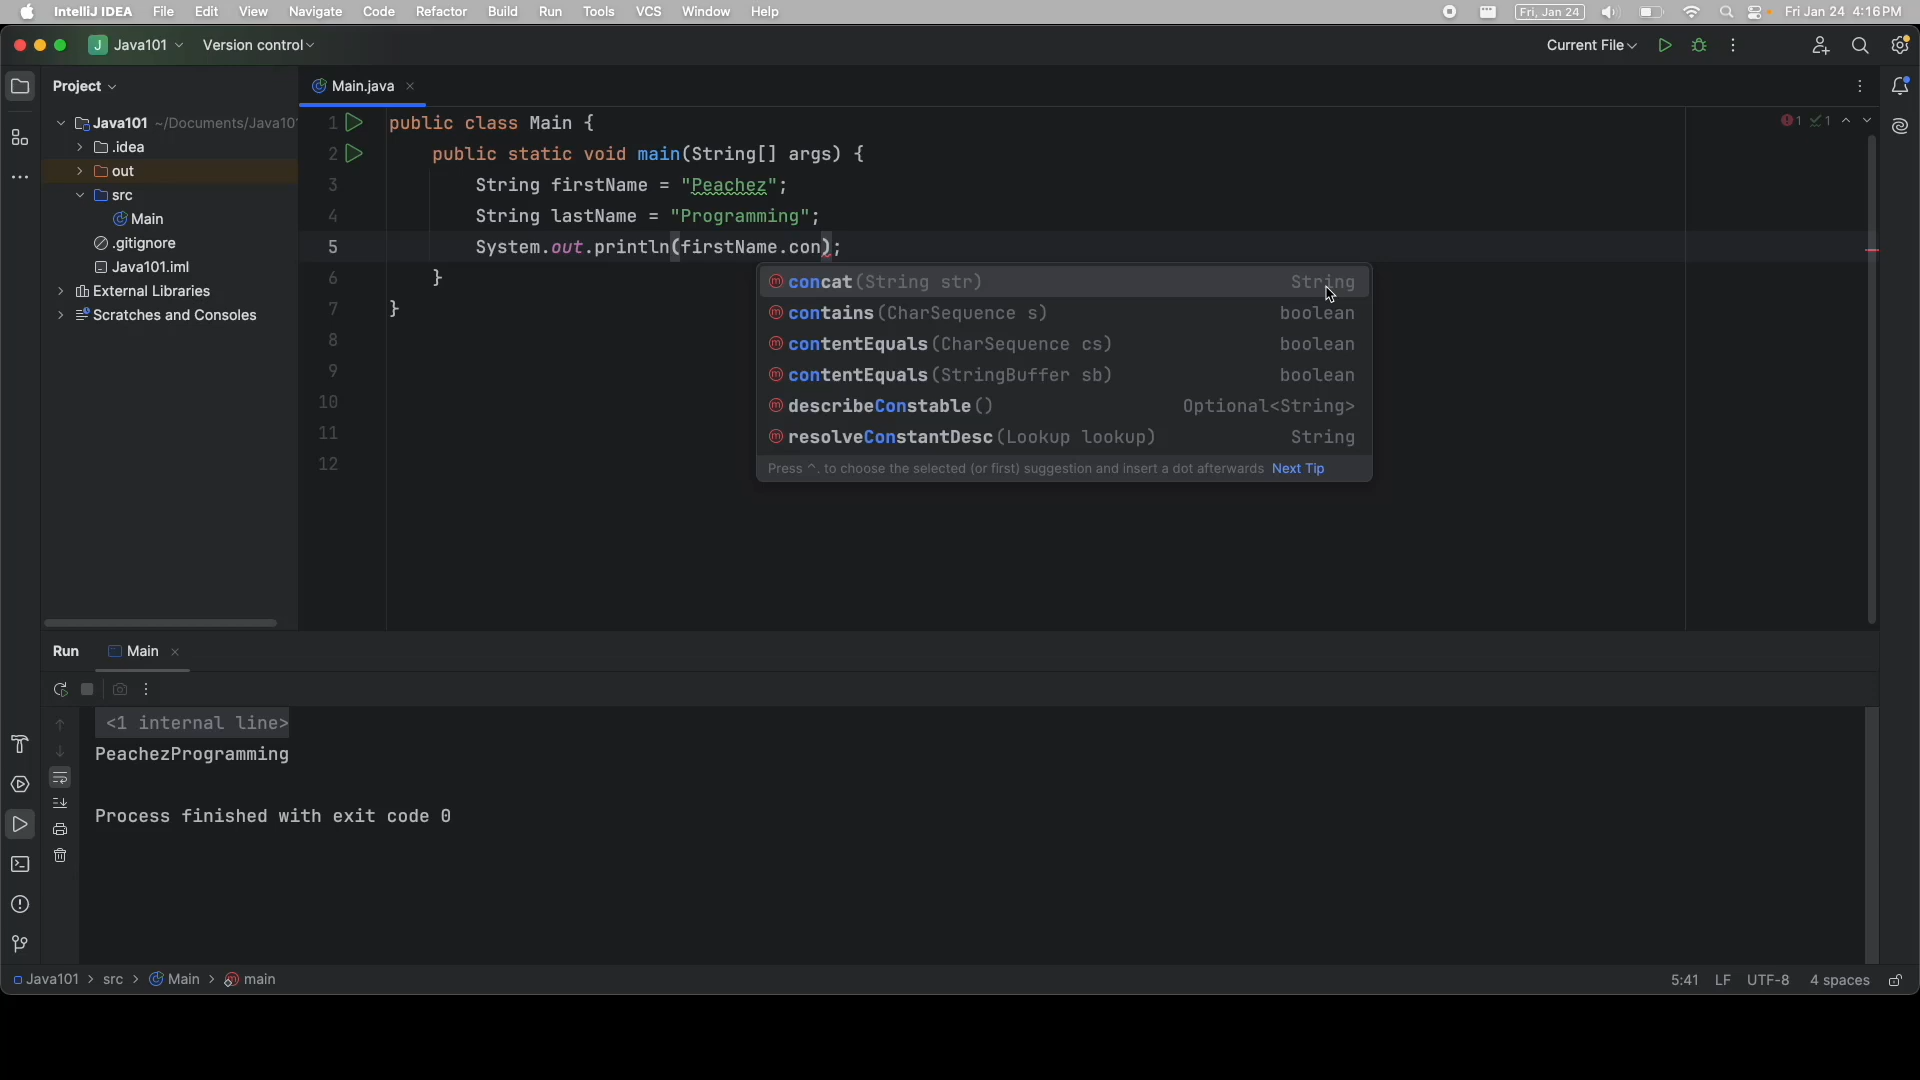 IntelliJ IDEA File Edit View Navigate Code Refactor Build Run Tools VCS Window Help Fri, Jan 24 Fri Jan 24 4:16 PM
J Java101 Version control Current File
Project Main.java
Java101 ~/Documents/Java10
.idea
out
src
Main
.gitignore
Java101.iml
External Libraries
Scratches and Consoles
1 public class Main {
2 public static void main(String[] args) {
3 String firstName = "Peachez";
4 String lastName = "Programming";
5 System.out.println(firstName.con);
6 }
7 }
8
9
10
11
12
1 1
concat(String str) String
contains(CharSequence s) boolean
contentEquals(CharSequence cs) boolean
contentEquals(StringBuffer sb) boolean
describeConstable() Optional<String>
resolveConstantDesc(Lookup lookup) String
Press ^. to choose the selected (or first) suggestion and insert a dot afterwards Next Tip
Run Main
<1 internal line>
PeachezProgramming
Process finished with exit code 0
Java101 > src > Main > main 5:41 LF UTF-8 4 spaces